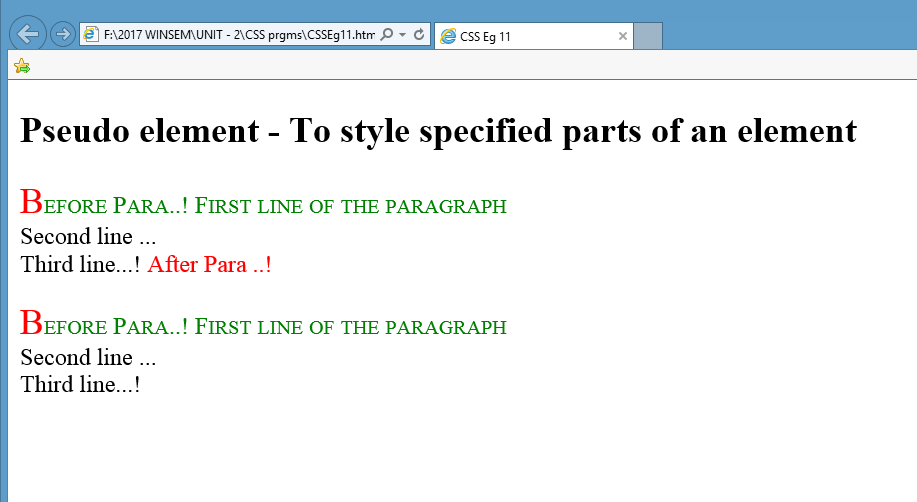 F:\2017 WINSEM\UNIT - 2\CSS prgms\CSSEg11.htm
CSS Eg 11
Pseudo element - To style specified parts of an element
BEFORE PARA..! FIRST LINE OF THE PARAGRAPH
Second line ...
Third line...! After Para ..!
BEFORE PARA..! FIRST LINE OF THE PARAGRAPH
Second line ...
Third line...!